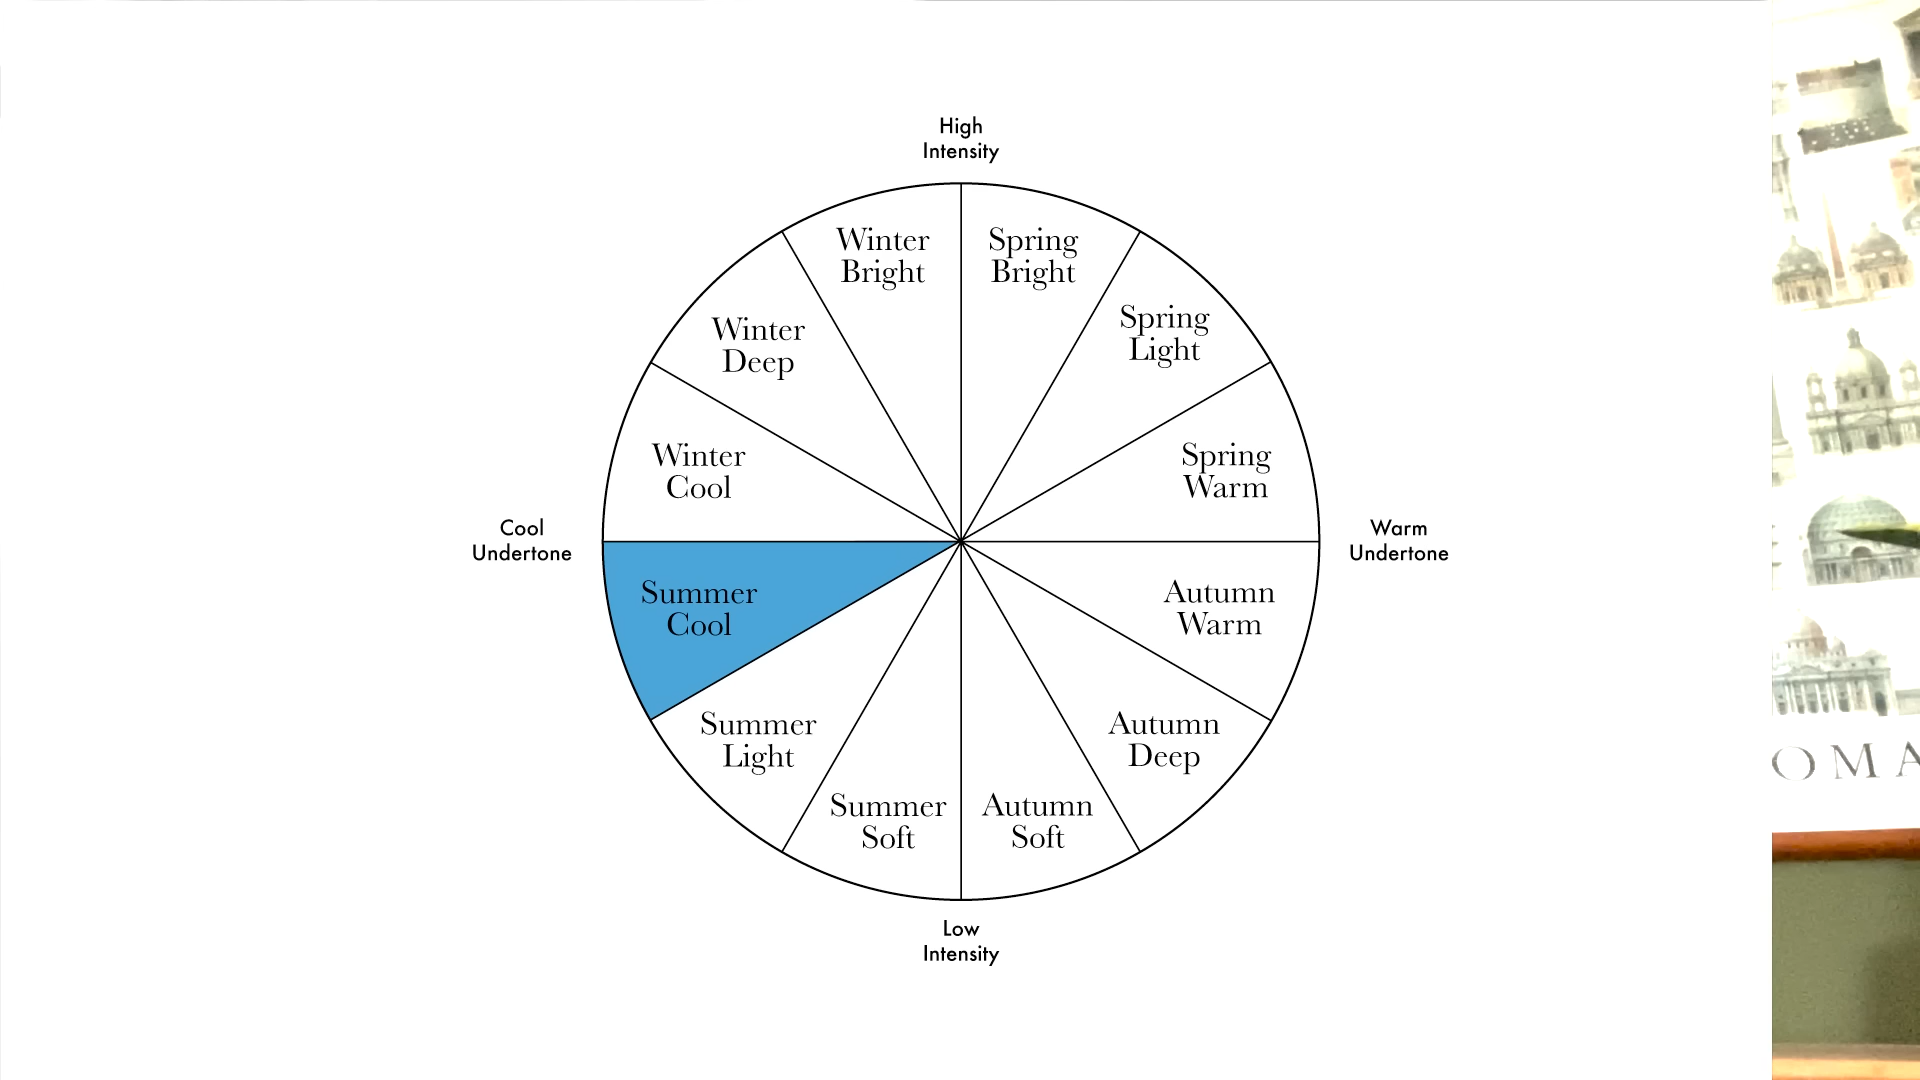 High
Intensity
Winter
Bright
Spring
Bright
Winter
Deep
Spring
Light
Winter
Cool
Spring
Warm
Cool
Undertone
Warm
Undertone
Summer
Cool
Autumn
Warm
Summer
Light
Autumn
Deep
Summer
Soft
Autumn
Soft
Low
Intensity
OMA